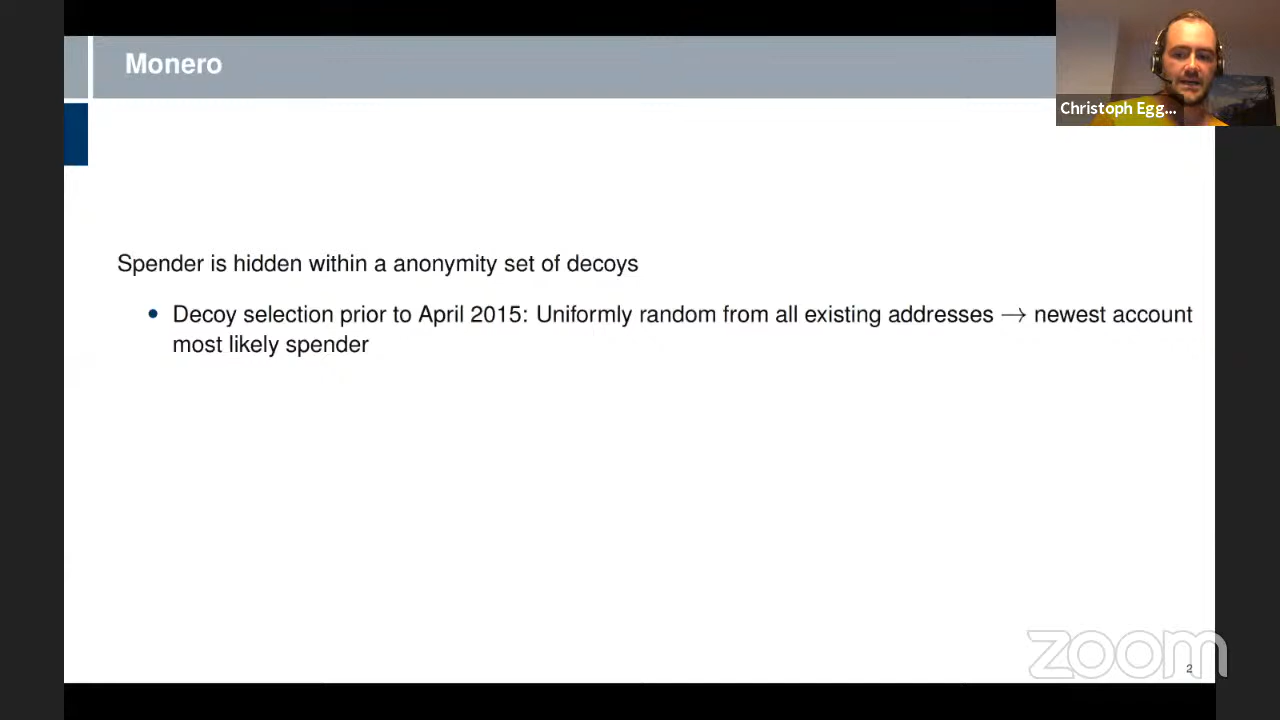 Monero
Christoph Egg...
Spender is hidden within a anonymity set of decoys
• Decoy selection prior to April 2015: Uniformly random from all existing addresses → newest account
most likely spender
zoom
2